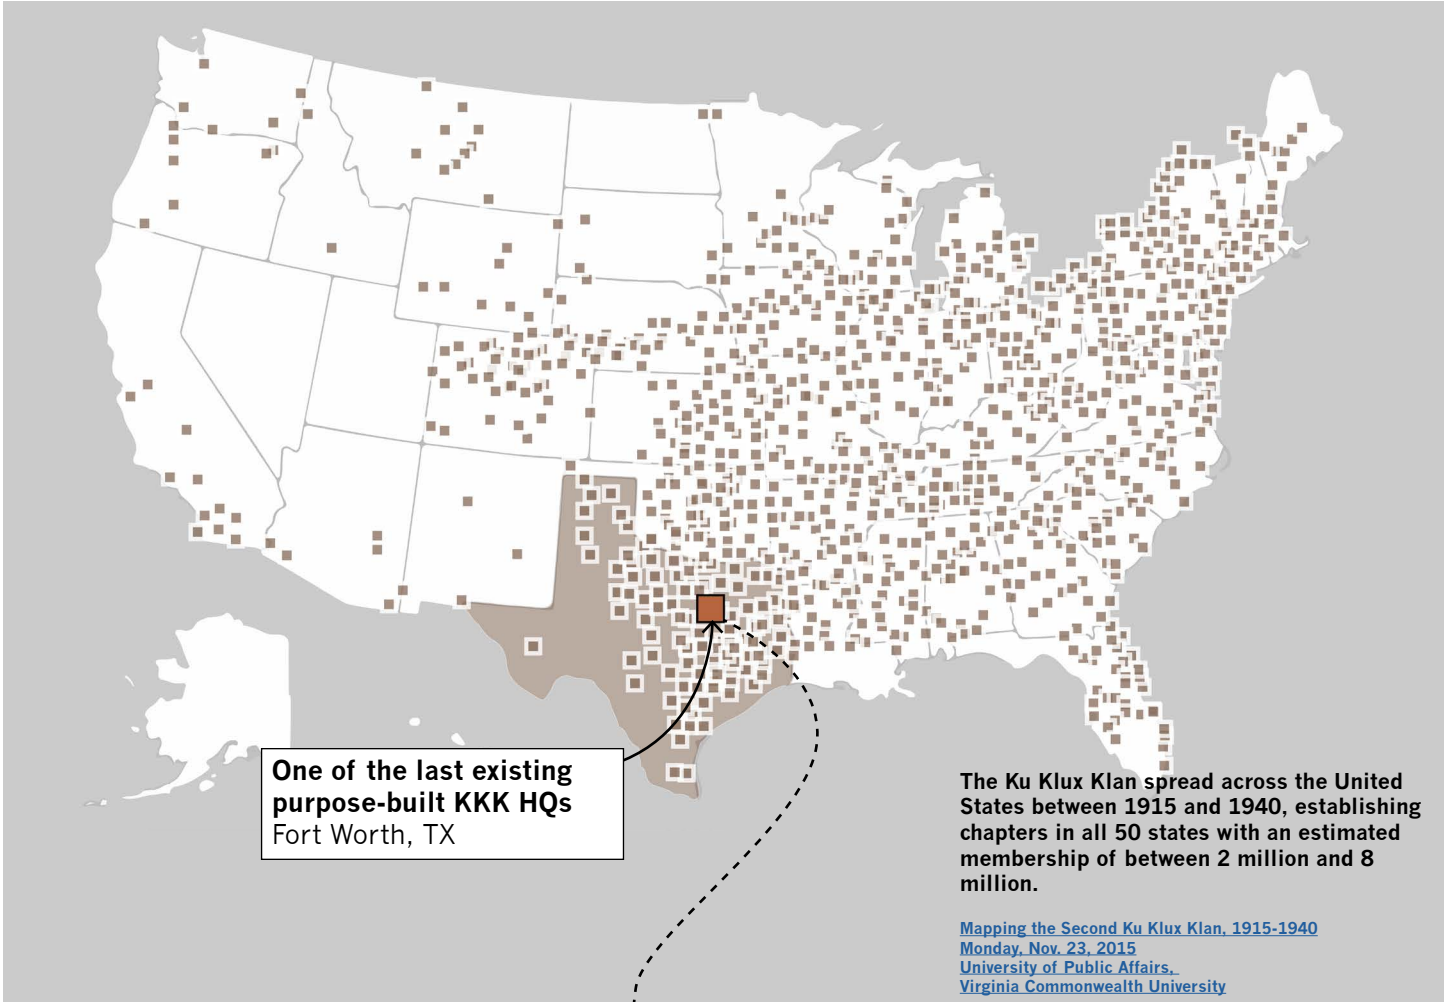 One of the last existing
purpose-built KKK HQs
Fort Worth, TX
The Ku Klux Klan spread across the United
States between 1915 and 1940, establishing
chapters in all 50 states with an estimated
membership of between 2 million and 8
million.
Mapping the Second Ku Klux Klan, 1915-1940
Monday, Nov. 23, 2015
University of Public Affairs,
Virginia Commonwealth University